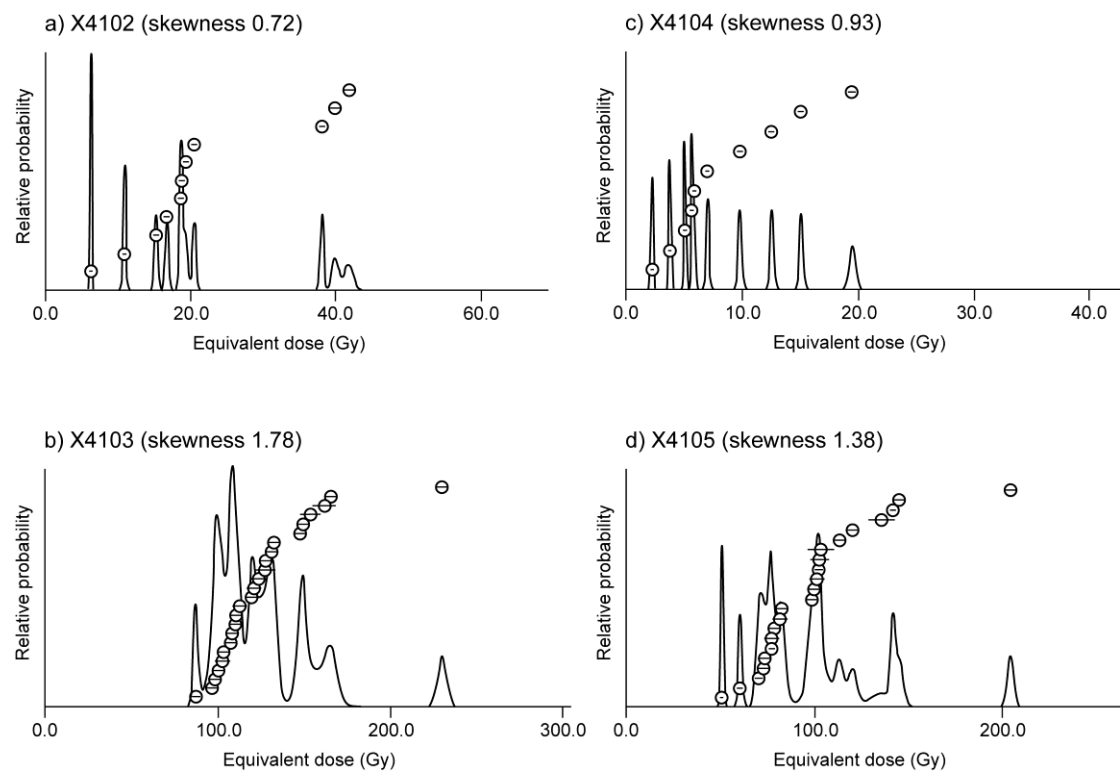 a) X4102 (skewness 0.72)
Relative probability
0.0 20.0 40.0 60.0
Equivalent dose (Gy)
c) X4104 (skewness 0.93)
Relative probability
0.0 10.0 20.0 30.0 40.0
Equivalent dose (Gy)
b) X4103 (skewness 1.78)
Relative probability
0.0 100.0 200.0 300.0
Equivalent dose (Gy)
d) X4105 (skewness 1.38)
Relative probability
0.0 100.0 200.0
Equivalent dose (Gy)